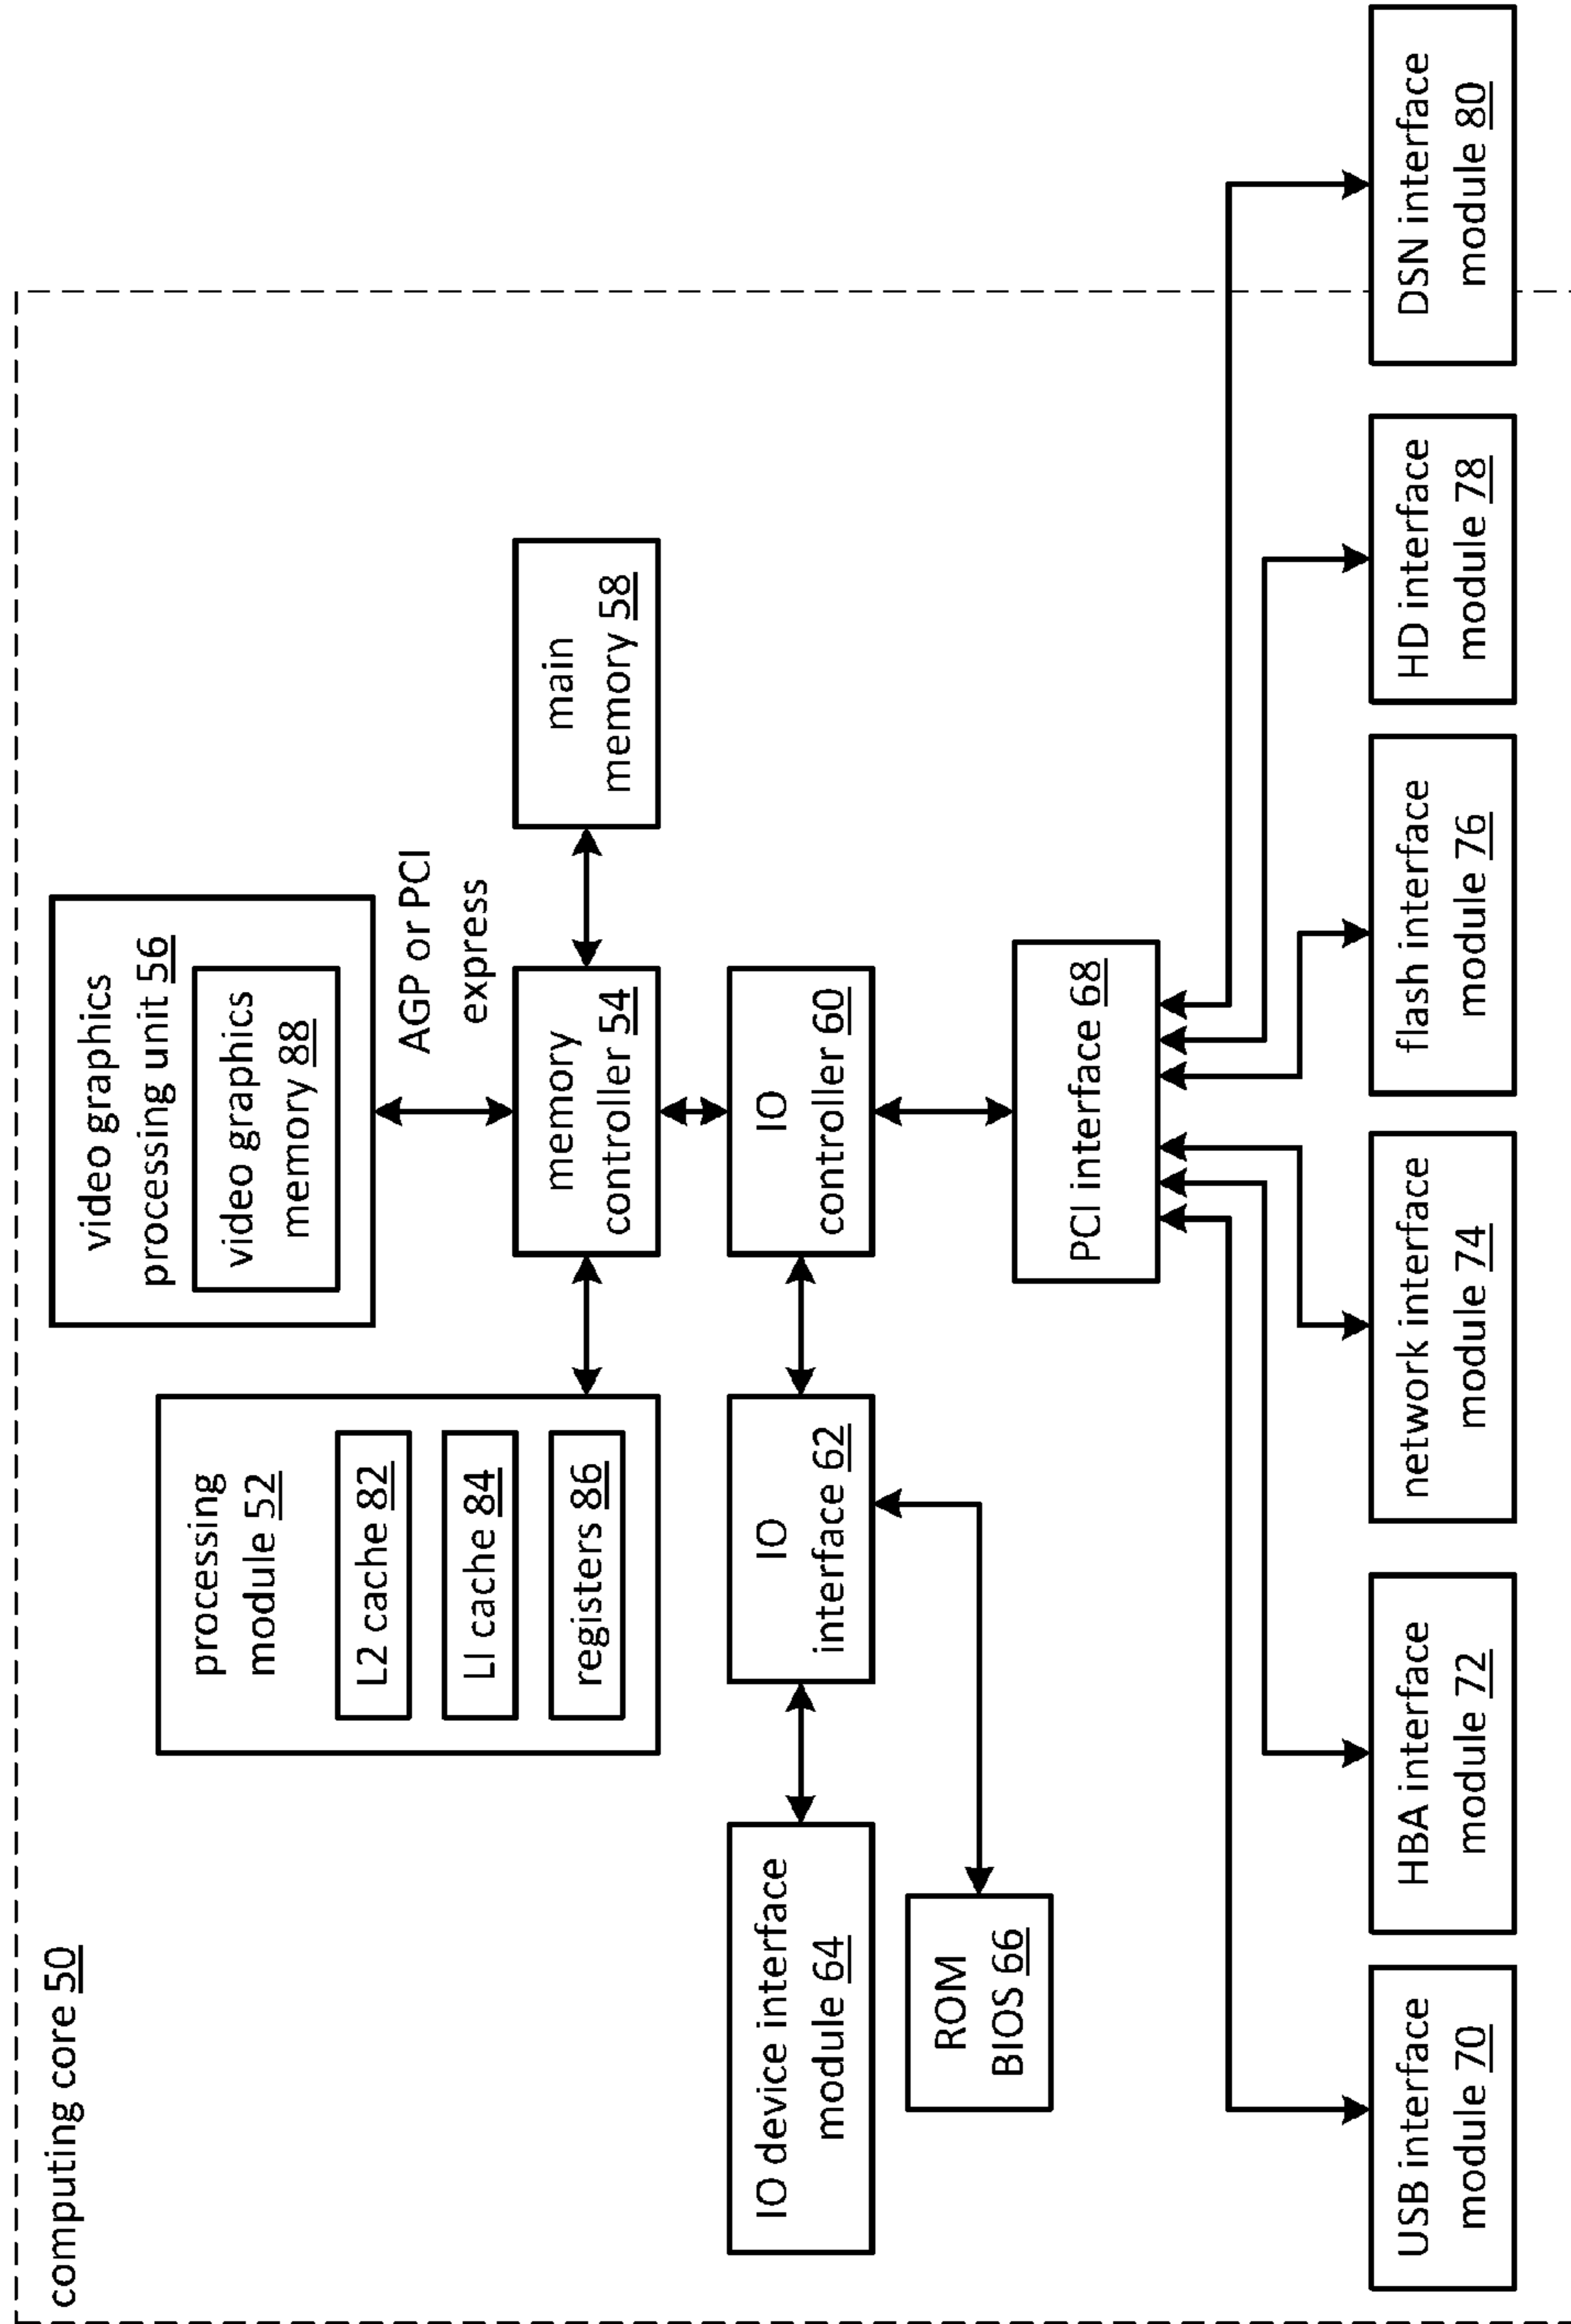 computing core 50
video graphics
processing unit 56
video graphics
memory 88
processing
module 52
L2 cache 82
LI cache 84
registers 86
AGP or PCI
express
memory
controller 54
main
memory 58
IO device interface
module 64
IO
interface 62
IO
controller 60
ROM
BIOS 66
PCI interface 68
USB interface
module 70
HBA interface
module 72
network interface
module 74
flash interface
module 76
HD interface
module 78
DSN interface
module 80